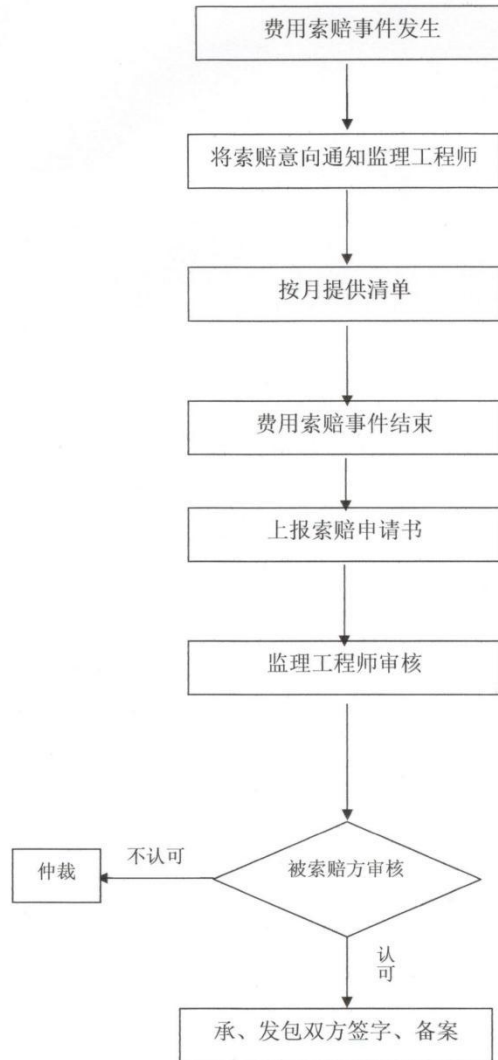 费用索赔事件发生
将索赔意向通知监理工程师
按月提供清单
费用索赔事件结束
上报索赔申请书
监理工程师审核
不认可
仲裁
被索赔方审核
认
可
承、发包双方签字、备案